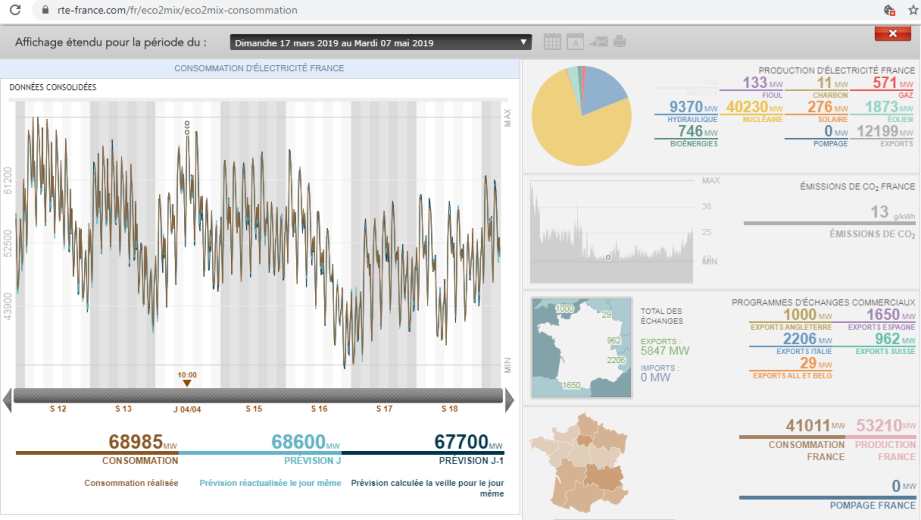 rte-france.com/fr/eco2mix/eco2mix-consommation
Affichage étendu pour la période du :
Dimanche 17 mars 2019 au Mardi 07 mai 2019
CONSOMMATION D'ÉLECTRICITÉ FRANCE
DONNÉES CONSOLIDÉES
MAX
61200
52500
43900
MIN
10:00
S 12
S 13
J 04/04
S 15
S 16
S 17
S 18
68985 MW
CONSOMMATION
68600 MW
PRÉVISION J
67700 MW
PRÉVISION J-1
Consommation réalisée
Prévision réactualisée le jour même
Prévision calculée la veille pour le jour
même
PRODUCTION D'ÉLECTRICITÉ FRANCE
133 MW
FIOUL
11 MW
CHARBON
571 MW
GAZ
9370 MW
HYDRAULIQUE
40230 MW
NUCLÉAIRE
276 MW
SOLAIRE
1873 MW
ÉOLIEN
746 MW
BIOÉNERGIES
0 MW
POMPAGE
12199 MW
EXPORTS
MAX
38
25
MIN
ÉMISSIONS DE CO2 FRANCE
13 g/kWh
ÉMISSIONS DE CO2
PROGRAMMES D'ÉCHANGES COMMERCIAUX
1000
29
962
2206
1650
TOTAL DES
ÉCHANGES
EXPORTS :
5847 MW
IMPORTS :
0 MW
1000 MW
EXPORTS ANGLETERRE
1650 MW
EXPORTS ESPAGNE
2206 MW
EXPORTS ITALIE
962 MW
EXPORTS SUISSE
29 MW
EXPORTS ALL ET BELG
41011 MW
CONSOMMATION
FRANCE
53210 MW
PRODUCTION
FRANCE
0 MW
POMPAGE FRANCE